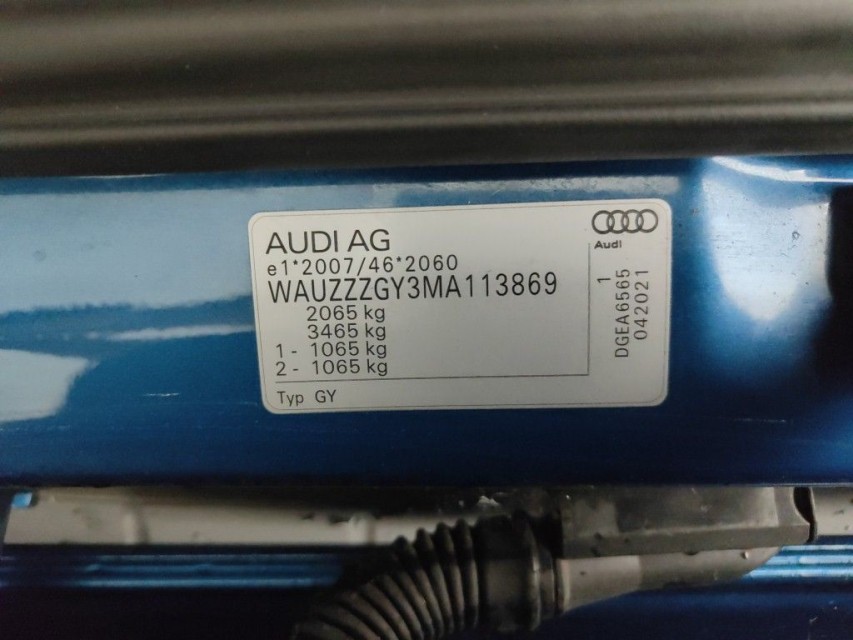 AUDI AG
e1*2007/46*2060
WAUZZZGY3MA113869
2065 kg
3465 kg
1 - 1065 kg
2 - 1065 kg
Typ GY
Audi
1
DGEA6565
042021